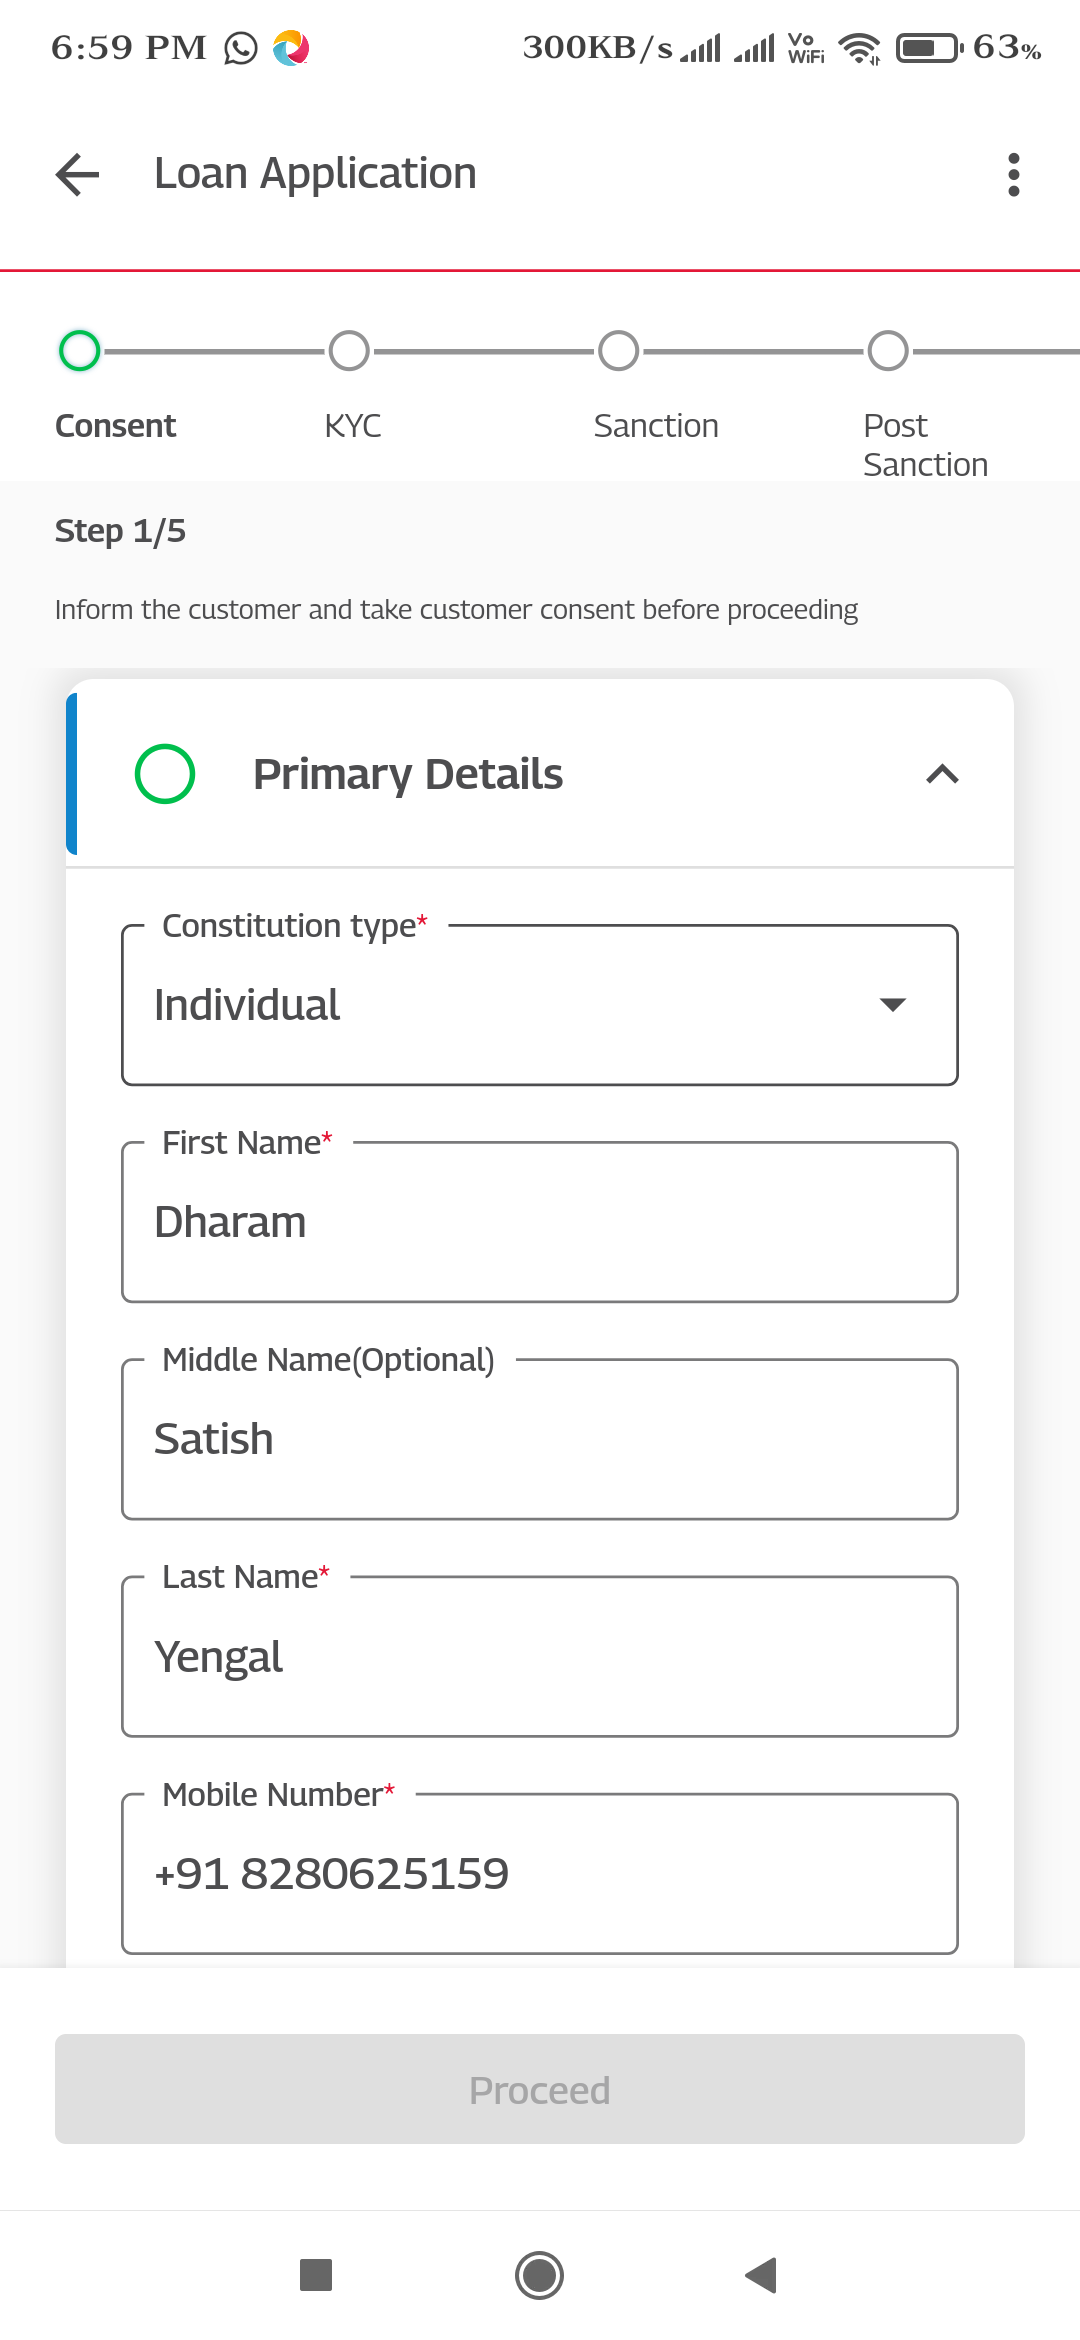 6:59 PM 300KB/s Vo WiFi 63%
Loan Application
Consent KYC Sanction Post Sanction
Step 1/5
Inform the customer and take customer consent before proceeding
Primary Details
Constitution type*
Individual
First Name*
Dharam
Middle Name(Optional)
Satish
Last Name*
Yengal
Mobile Number*
+91 8280625159
Proceed